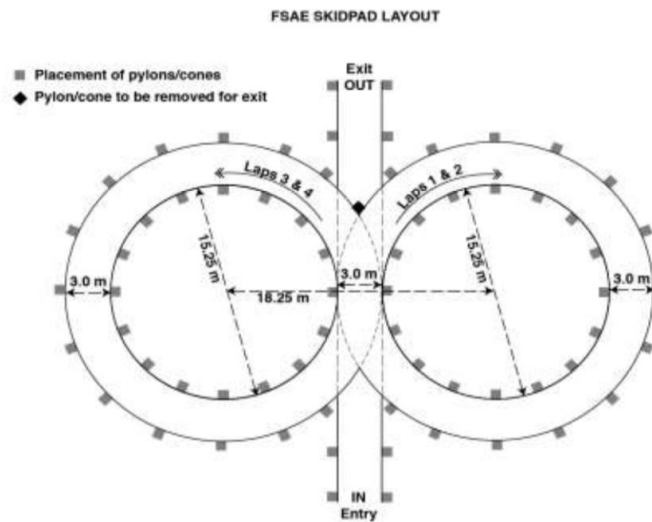 FSAE SKIDPAD LAYOUT
Placement of pylons/cones
Pylon/cone to be removed for exit
Exit
OUT
Laps 3 & 4
Laps 1 & 2
15.25 m
15.25 m
3.0 m
3.0 m
3.0 m
18.25 m
IN
Entry